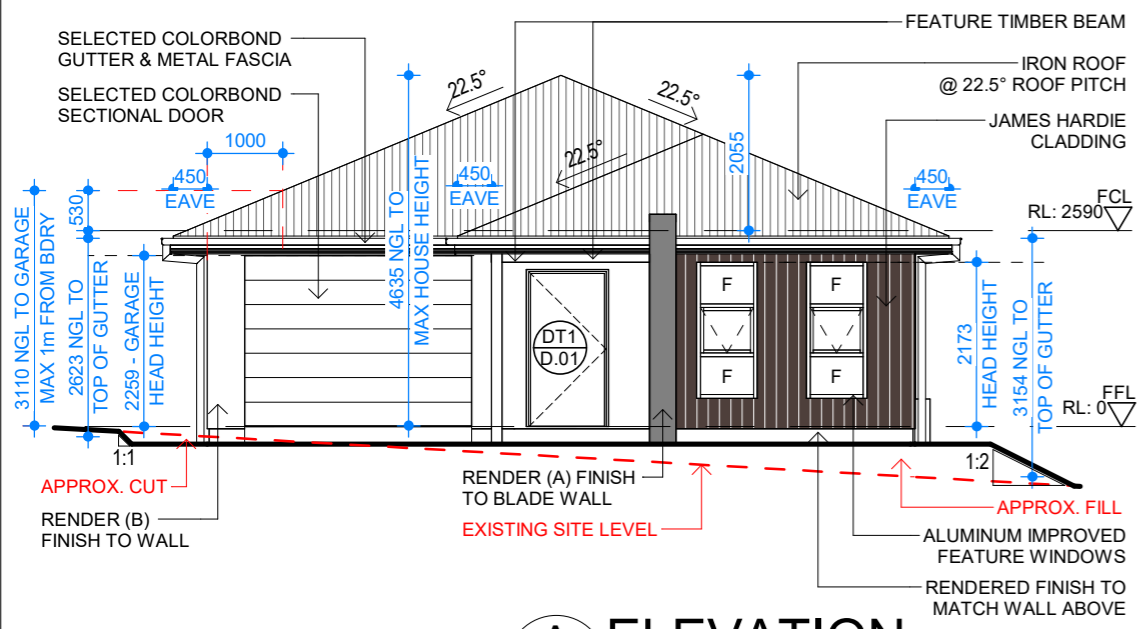 SELECTED COLORBOND
GUTTER & METAL FASCIA
SELECTED COLORBOND
SECTIONAL DOOR
FEATURE TIMBER BEAM
IRON ROOF
@ 22.5° ROOF PITCH
JAMES HARDIE
CLADDING
22.5°
22.5°
22.5°
1000
450
EAVE
450
EAVE
450
EAVE
2055
530
FCL
RL: 2590
3110 NGL TO GARAGE
MAX 1m FROM BDRY
2623 NGL TO
TOP OF GUTTER
2259 - GARAGE
HEAD HEIGHT
4635 NGL TO
MAX HOUSE HEIGHT
DT1
D.01
F
F
F
F
2173
HEAD HEIGHT
3154 NGL TO
TOP OF GUTTER
FFL
RL: 0
1:1
1:2
APPROX. CUT
RENDER (B)
FINISH TO WALL
RENDER (A) FINISH
TO BLADE WALL
EXISTING SITE LEVEL
APPROX. FILL
ALUMINUM IMPROVED
FEATURE WINDOWS
RENDERED FINISH TO
MATCH WALL ABOVE
ELEVATION